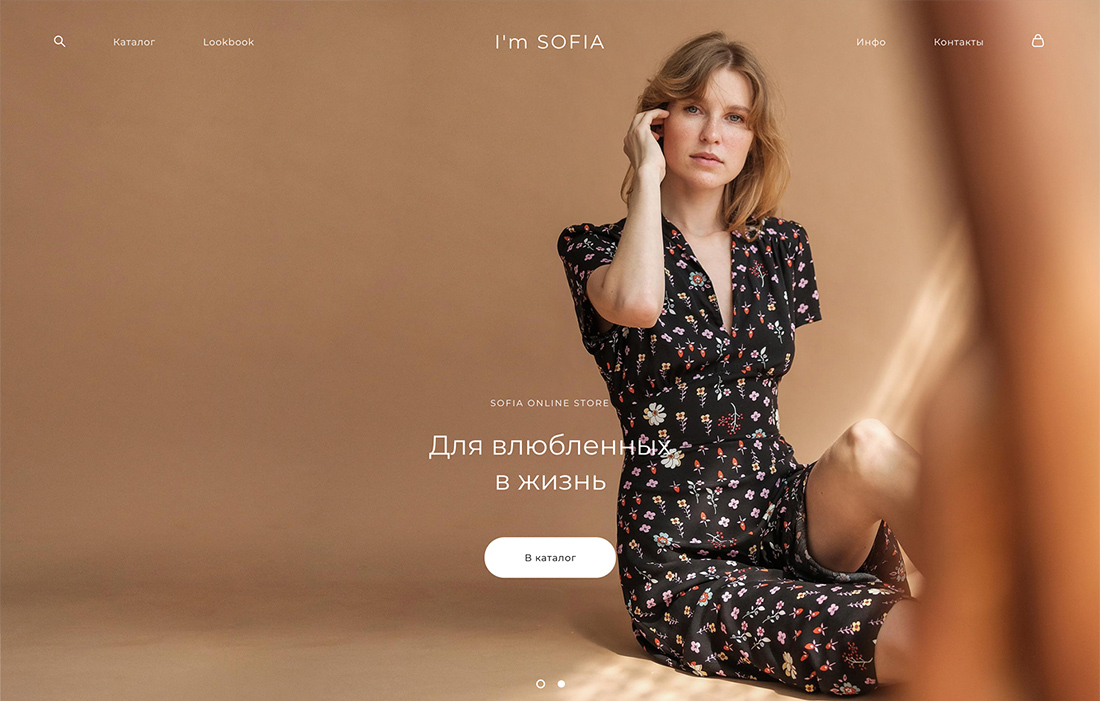 Каталог
Lookbook
I'm SOFIA
Инфо
Контакты
SOFIA ONLINE STORE
Для влюбленных
в жизнь
В каталог